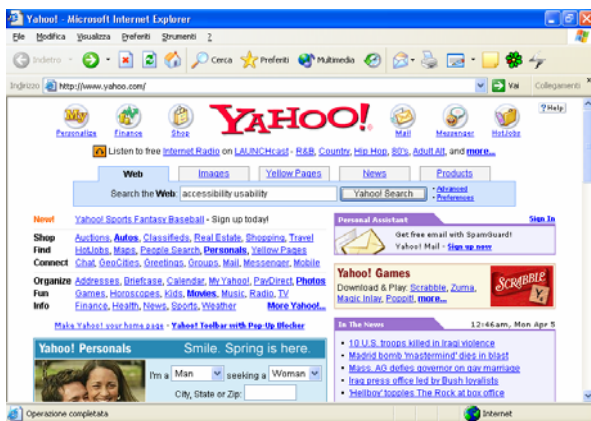 Yahoo! - Microsoft Internet Explorer
File Modifica Visualizza Preferiti Strumenti ?
Indietro Cerca Preferiti Multimedia
Indirizzo http://www.yahoo.com/ Vai Collegamenti
My YAHOO! ?Help
Personalize Finance Shop Mail Messenger HotJobs
Listen to free Internet Radio on LAUNCHcast - R&B, Country, Hip Hop, 80's, Adult Alt, and more...
Web Images Yellow Pages News Products
Search the Web: accessibility usability Yahoo! Search · Advanced
· Preferences
New! Yahoo! Sports Fantasy Baseball - Sign up today!
Shop Auctions, Autos, Classifieds, Real Estate, Shopping, Travel
Find HotJobs, Maps, People Search, Personals, Yellow Pages
Connect Chat, GeoCities, Greetings, Groups, Mail, Messenger, Mobile
Organize Addresses, Briefcase, Calendar, My Yahoo!, PayDirect, Photos
Fun Games, Horoscopes, Kids, Movies, Music, Radio, TV
Info Finance, Health, News, Sports, Weather More Yahoo!...
Make Yahoo! your home page - Yahoo! Toolbar with Pop-Up Blocker
Yahoo! Personals Smile. Spring is here.
I'm a Man seeking a Woman
City, State or Zip:
Personal Assistant Sign In
Get free email with SpamGuard!
Yahoo! Mail - Sign up now
Yahoo! Games
Download & Play: Scrabble, Zuma,
Magic Inlay, Poppit!, more...
SCRABBLE
In The News 12:46am, Mon Apr 5
• 10 U.S. troops killed in Iraqi violence
• Madrid bomb 'mastermind' dies in blast
• Mass. AG defies governor on gay marriage
• Iraq press office led by Bush loyalists
• 'Hellboy' topples The Rock at box office
Operazione completata Internet